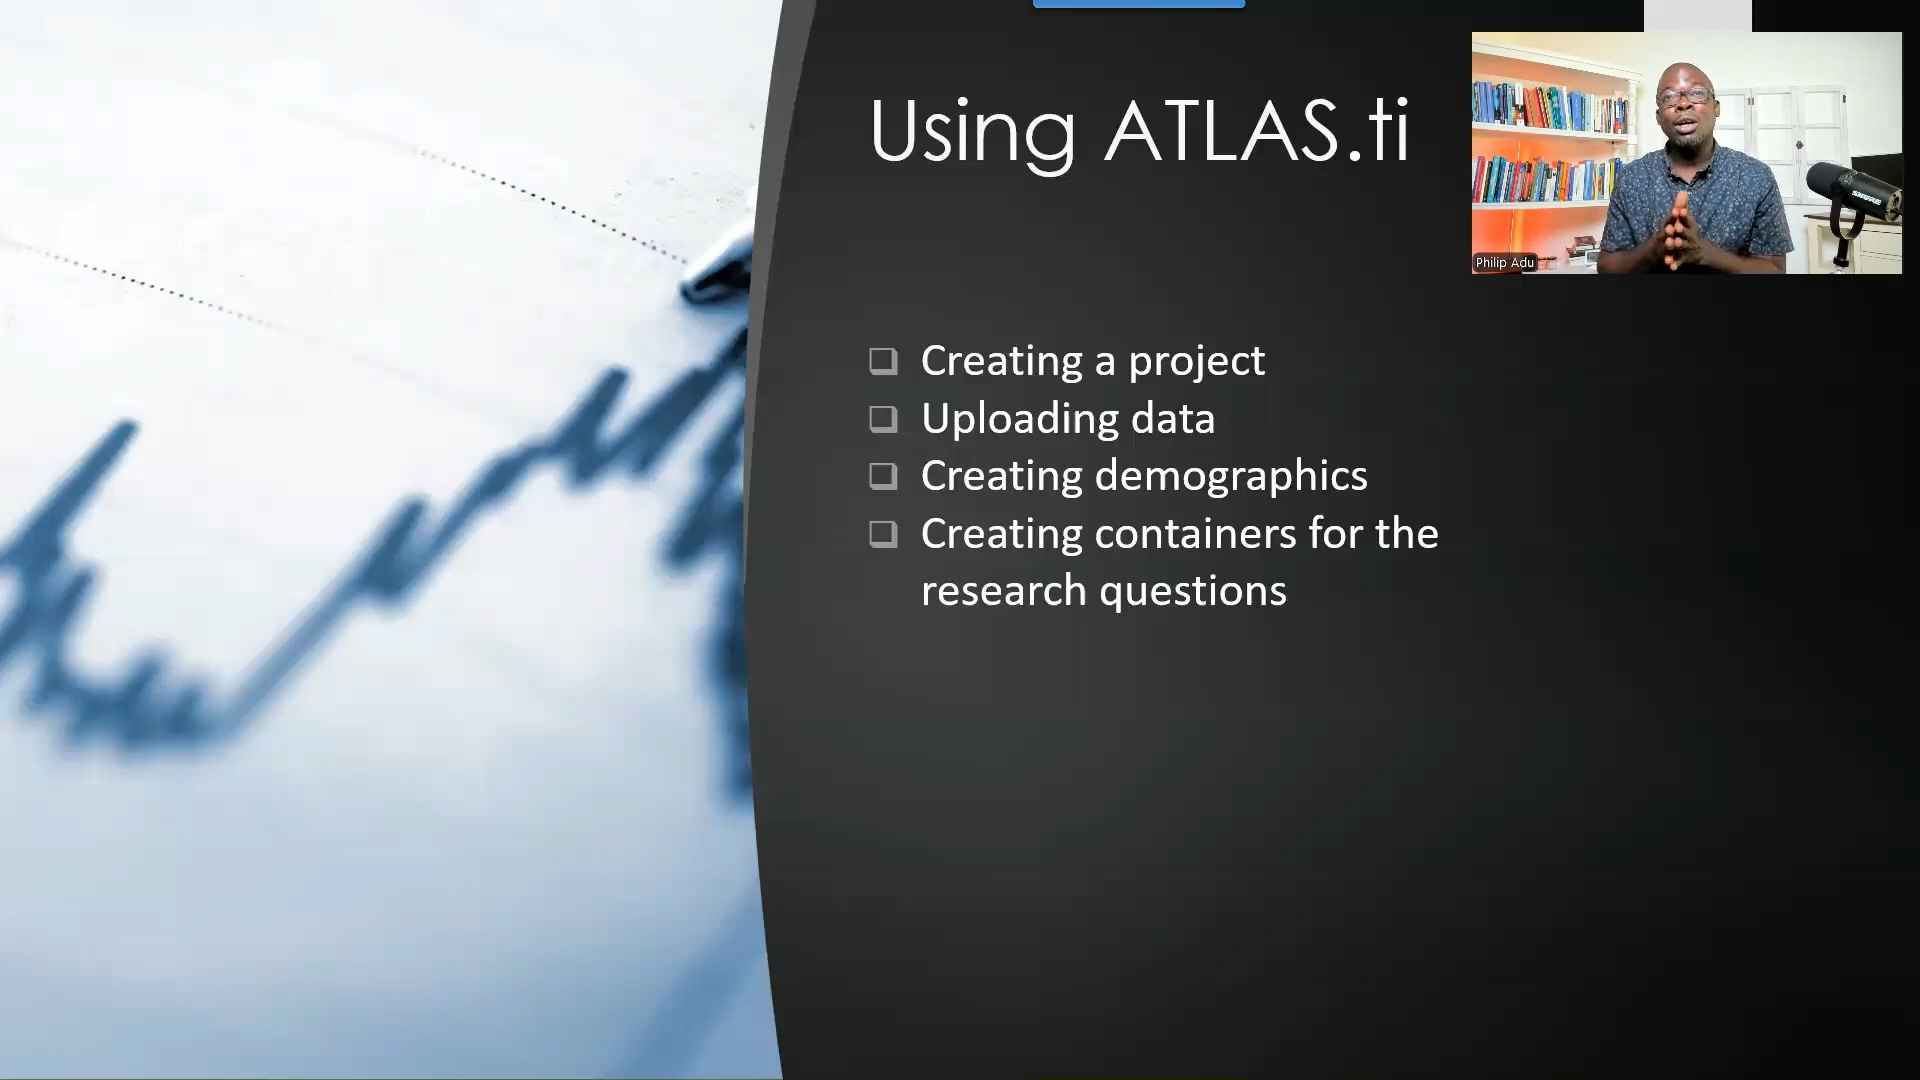 Using ATLAS.ti
Creating a project
Uploading data
Creating demographics
Creating containers for the
research questions
Philip Adu